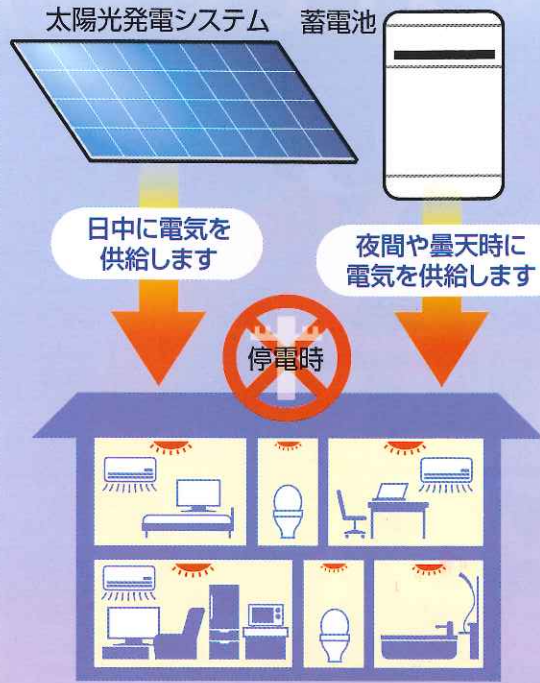 太陽光発電システム
蓄電池
日中に電気を
供給します
夜間や曇天時に
電気を供給します
停電時